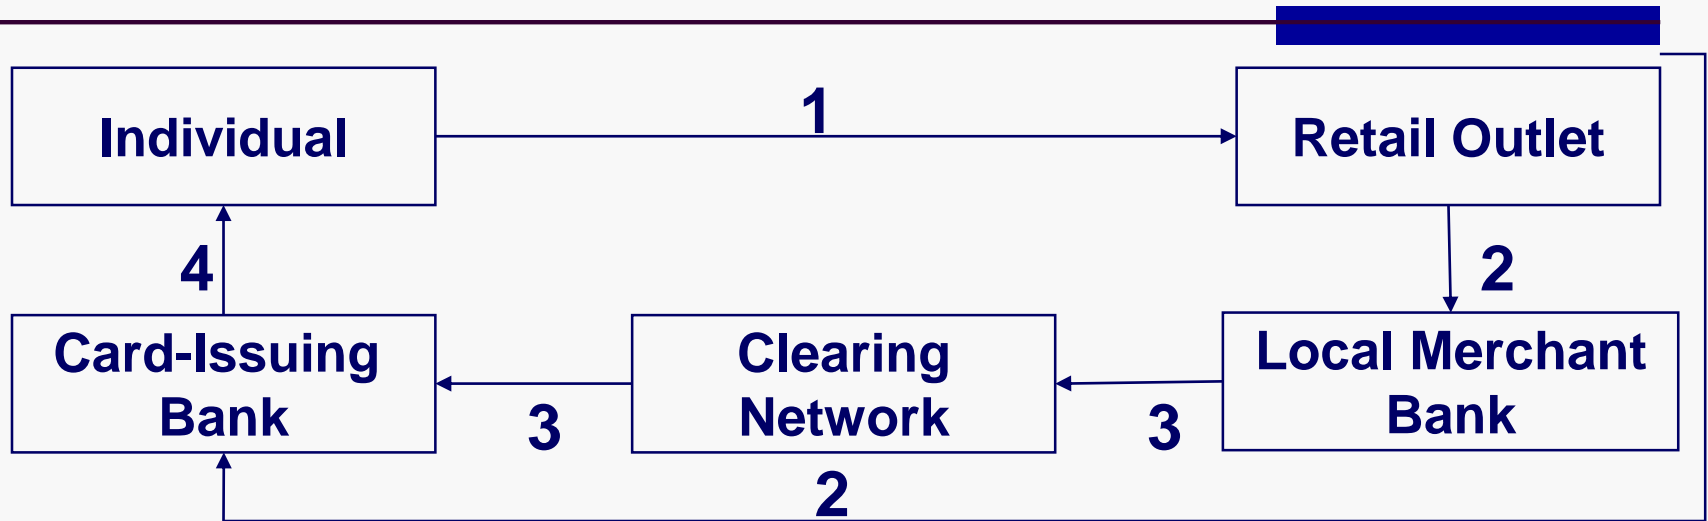 1
Individual
Retail Outlet
4
2
Card-Issuing
Bank
Clearing
Network
Local Merchant
Bank
3
3
2